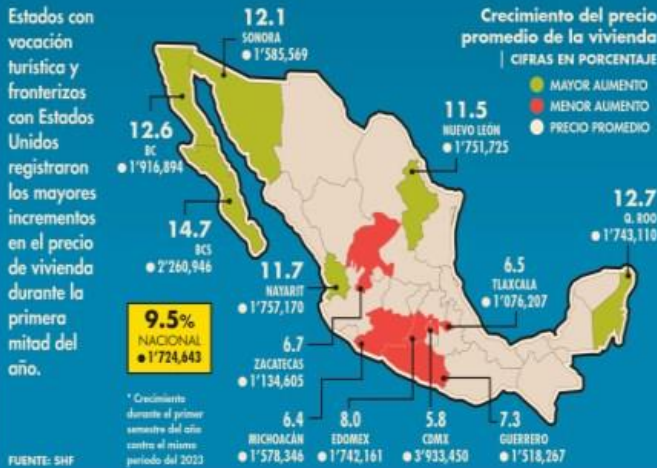 Estados con
vocación
turística y
fronterizos
con Estados
Unidos
registraron
los mayores
incrementos
en el precio
de vivienda
durante la
primera
mitad del
año.
Crecimiento del precio
promedio de la vivienda
CIFRAS EN PORCENTAJE
MAYOR AUMENTO
MENOR AUMENTO
PRECIO PROMEDIO
12.1
SONORA
1'585,569
12.6
BC
1'916,894
11.5
NUEVO LEÓN
1'751,725
14.7
BCS
2'260,946
12.7
Q. ROO
1'743,110
11.7
NAYARIT
1'757,170
6.5
TLAXCALA
1'076,207
9.5%
NACIONAL
1'724,643
6.7
ZACATECAS
1'134,605
* Crecimiento
durante el primer
semestre del año
contra el mismo
periodo del 2023
6.4
MICHOACÁN
1'578,346
8.0
EDOMEX
1'742,161
5.8
CDMX
3'933,450
7.3
GUERRERO
1'518,267
FUENTE: SHF